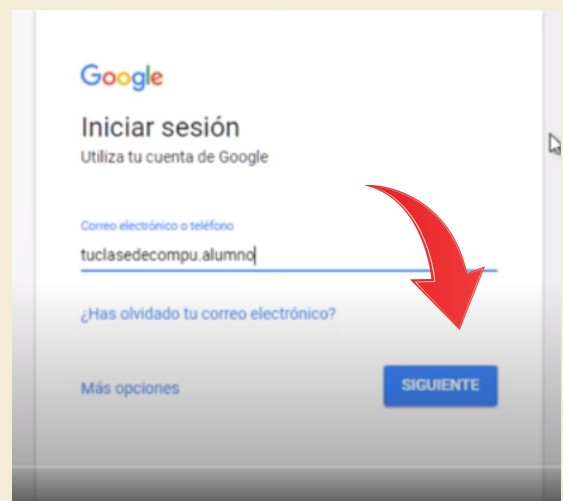 Google
Iniciar sesión
Utiliza tu cuenta de Google
Correo electrónico o teléfono
tuclasedecompu.alumno
¿Has olvidado tu correo electrónico?
Más opciones
SIGUIENTE